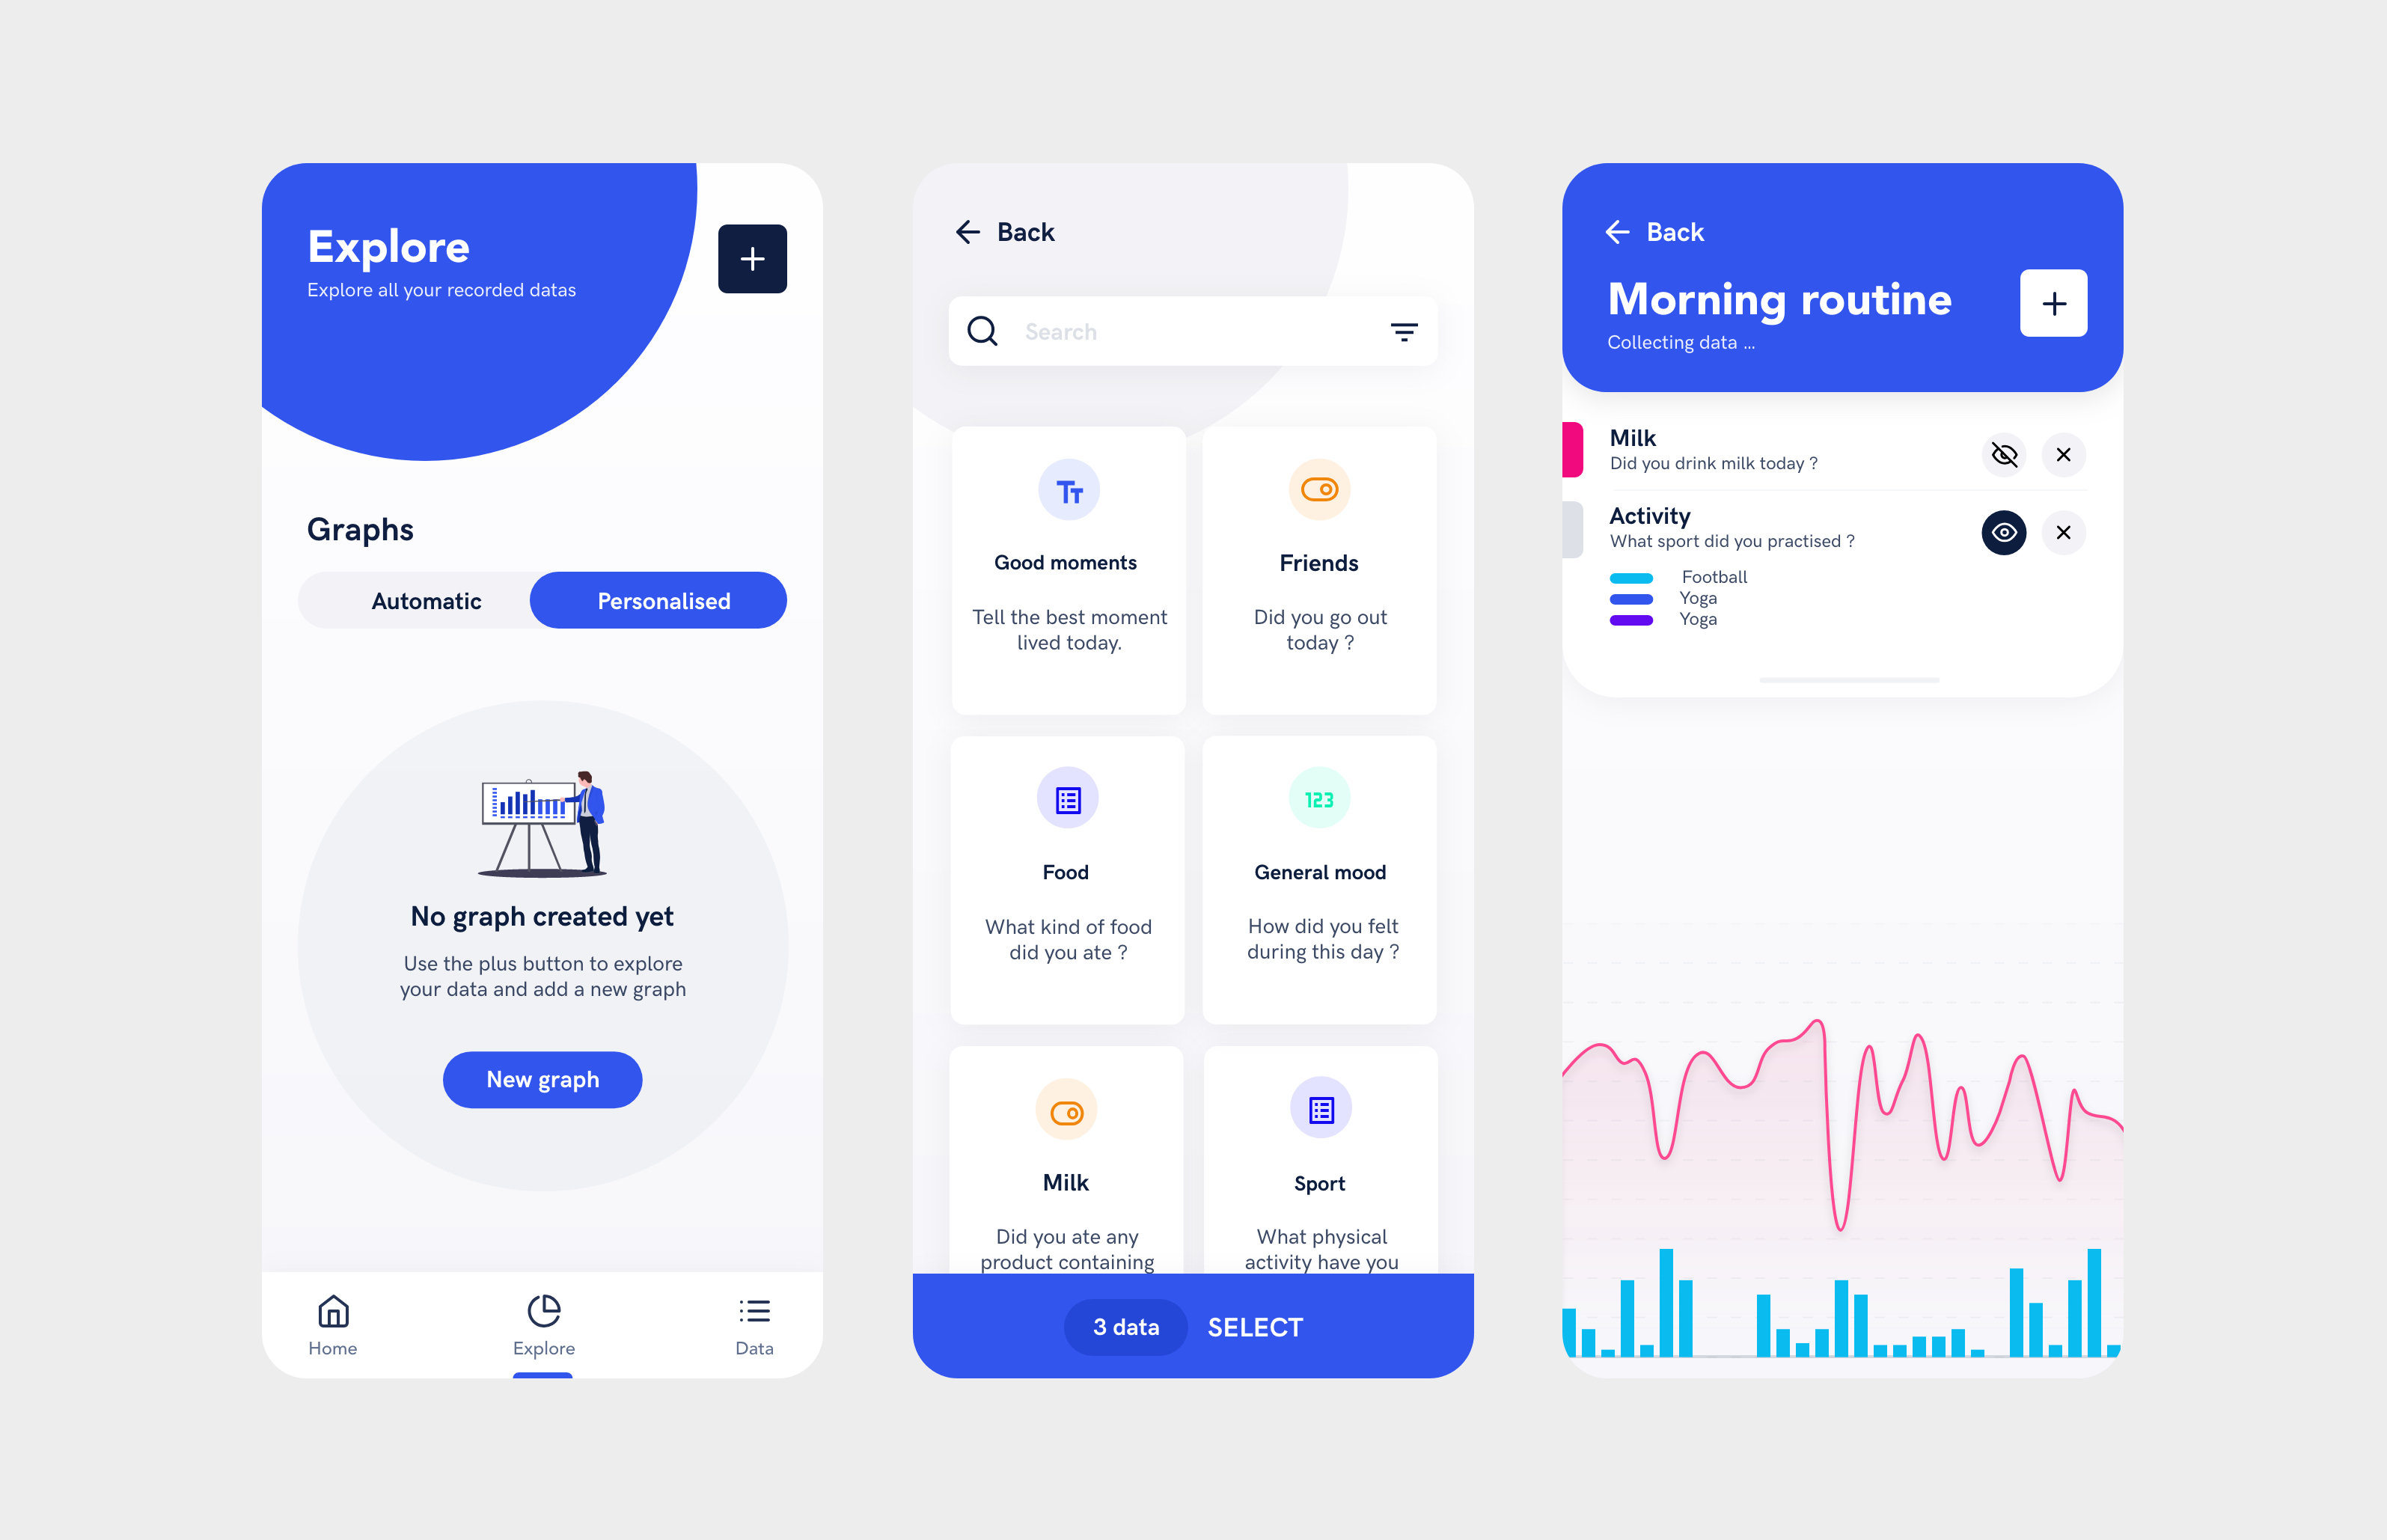 Explore
Explore all your recorded datas
Graphs
Automatic
Personalised
No graph created yet
Use the plus button to explore
your data and add a new graph
New graph
Home
Explore
Data
Back
Search
Tт
Good moments
Tell the best moment
lived today.
Friends
Did you go out
today ?
Food
What kind of food
did you ate ?
123
General mood
How did you felt
during this day ?
Milk
Did you ate any
product containing
Sport
What physical
activity have you
3 data
SELECT
Back
Morning routine
Collecting data ...
Milk
Did you drink milk today ?
Activity
What sport did you practised ?
Football
Yoga
Yoga